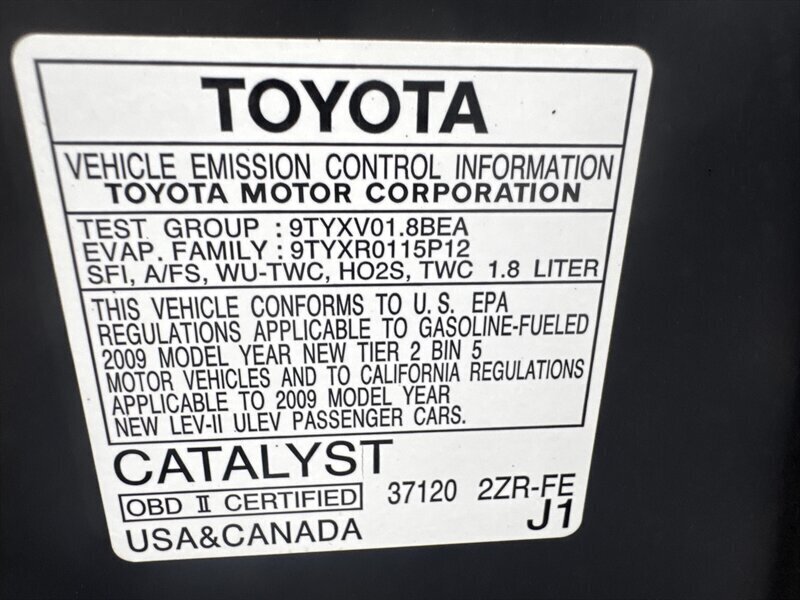 TOYOTA
VEHICLE EMISSION CONTROL INFORMATION
TOYOTA MOTOR CORPORATION
TEST GROUP : 9TYXV01.8BEA
EVAP. FAMILY : 9TYXR0115P12
SFI, A/FS, WU-TWC, HO2S, TWC 1.8 LITER
THIS VEHICLE CONFORMS TO U.S. EPA
REGULATIONS APPLICABLE TO GASOLINE-FUELED
2009 MODEL YEAR NEW TIER 2 BIN 5
MOTOR VEHICLES AND TO CALIFORNIA REGULATIONS
APPLICABLE TO 2009 MODEL YEAR
NEW LEV-II ULEV PASSENGER CARS.
CATALYST
OBD II CERTIFIED 37120 2ZR-FE
USA&CANADA J1